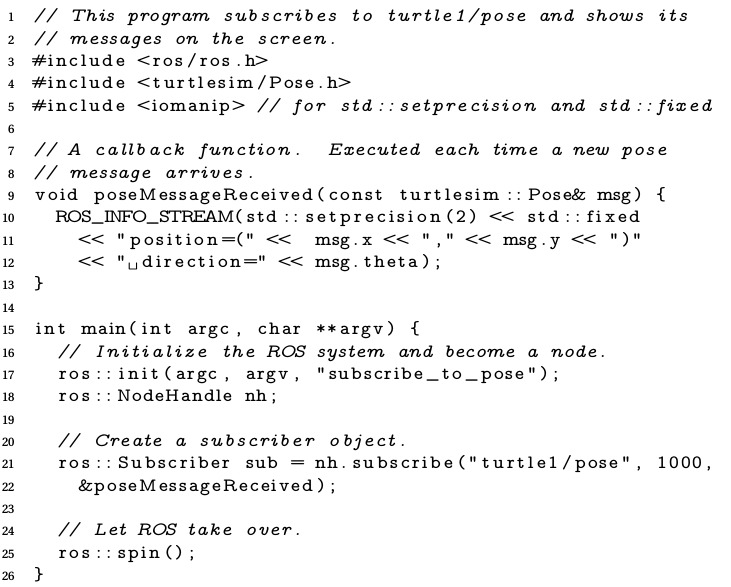 1 // This program subscribes to turtle1/pose and shows its
2 // messages on the screen.
3 #include <ros/ros.h>
4 #include <turtlesim/Pose.h>
5 #include <iomanip> // for std::setprecision and std::fixed
6
7 // A callback function.  Executed each time a new pose
8 // message arrives.
9 void poseMessageReceived(const turtlesim::Pose& msg) {
10   ROS_INFO_STREAM(std::setprecision(2) << std::fixed
11     << "position=(" <<  msg.x << "," << msg.y << ")"
12     << "␣direction=" << msg.theta);
13 }
14
15 int main(int argc, char **argv) {
16   // Initialize the ROS system and become a node.
17   ros::init(argc, argv, "subscribe_to_pose");
18   ros::NodeHandle nh;
19
20   // Create a subscriber object.
21   ros::Subscriber sub = nh.subscribe("turtle1/pose", 1000,
22     &poseMessageReceived);
23
24   // Let ROS take over.
25   ros::spin();
26 }